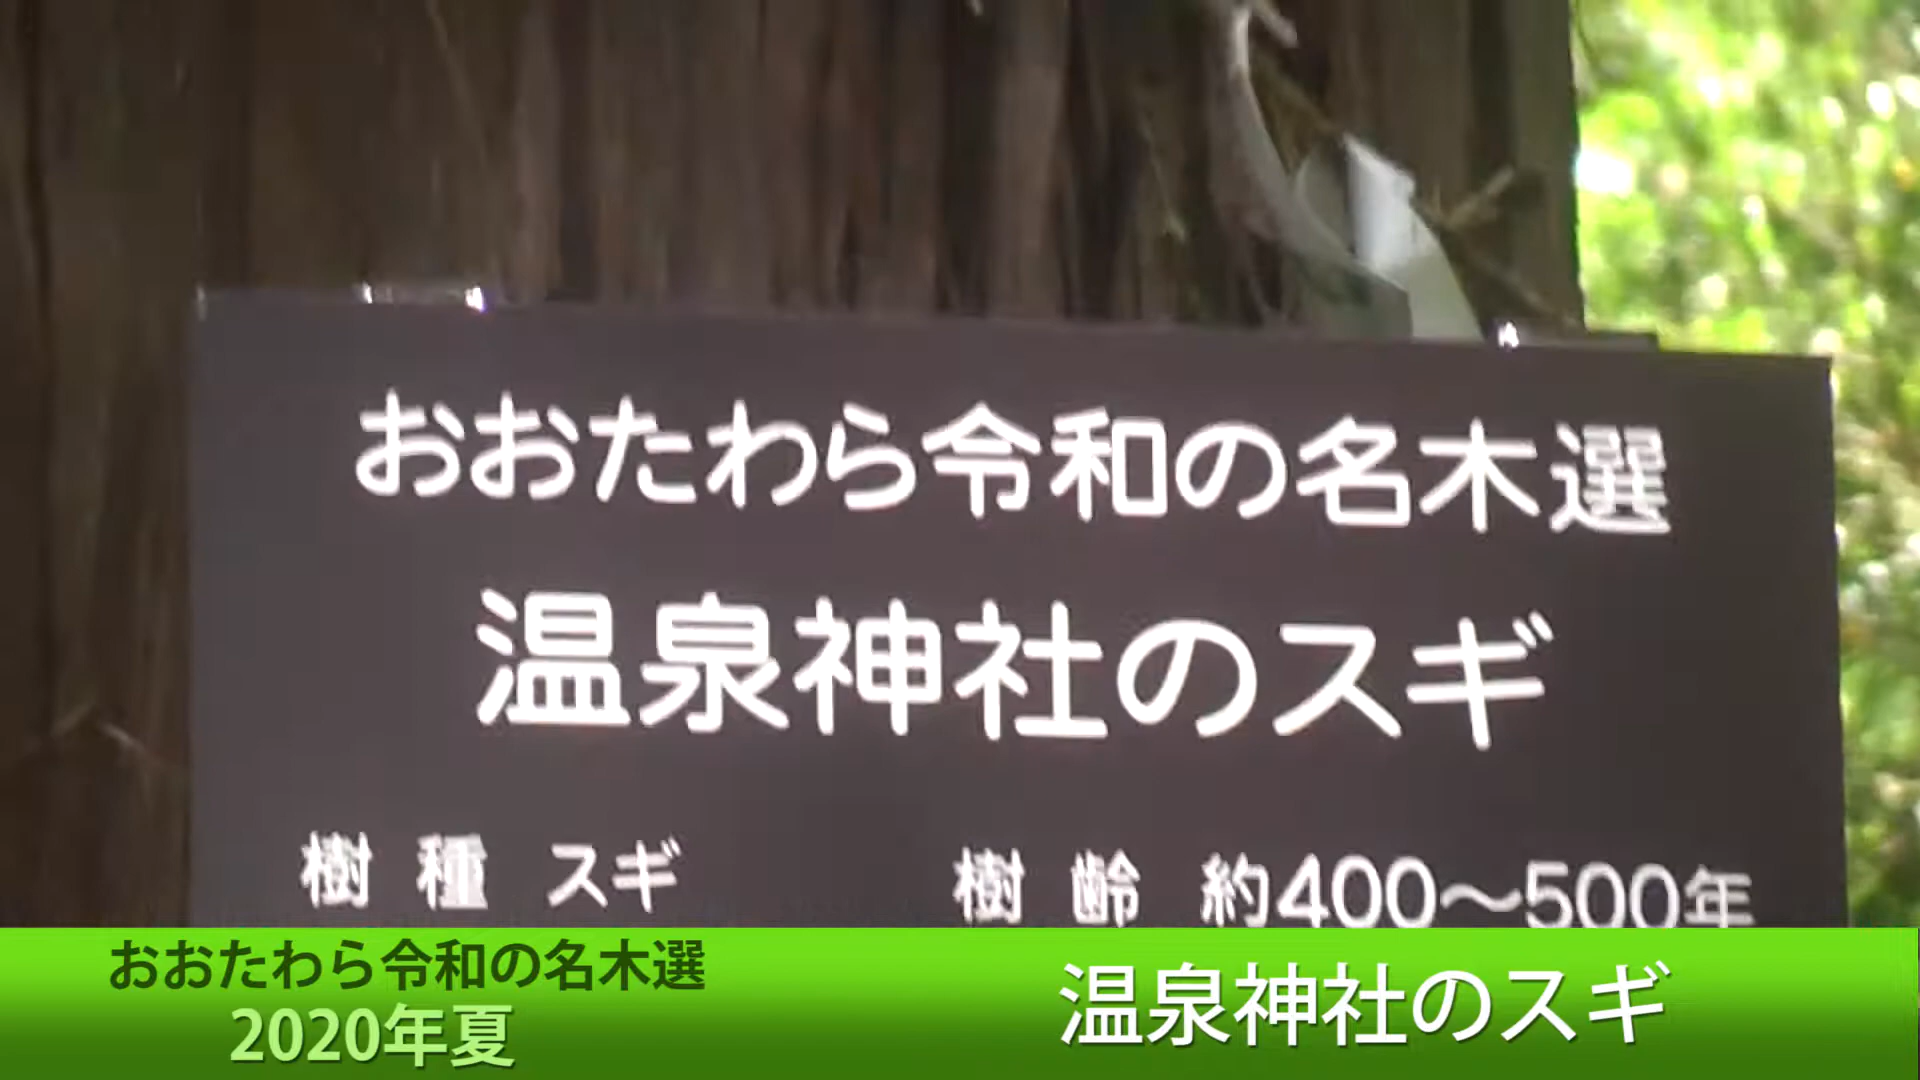 おおたわら令和の名木選
温泉神社のスギ
樹種 スギ 樹齢 約400～500年
おおたわら令和の名木選
2020年夏
温泉神社のスギ